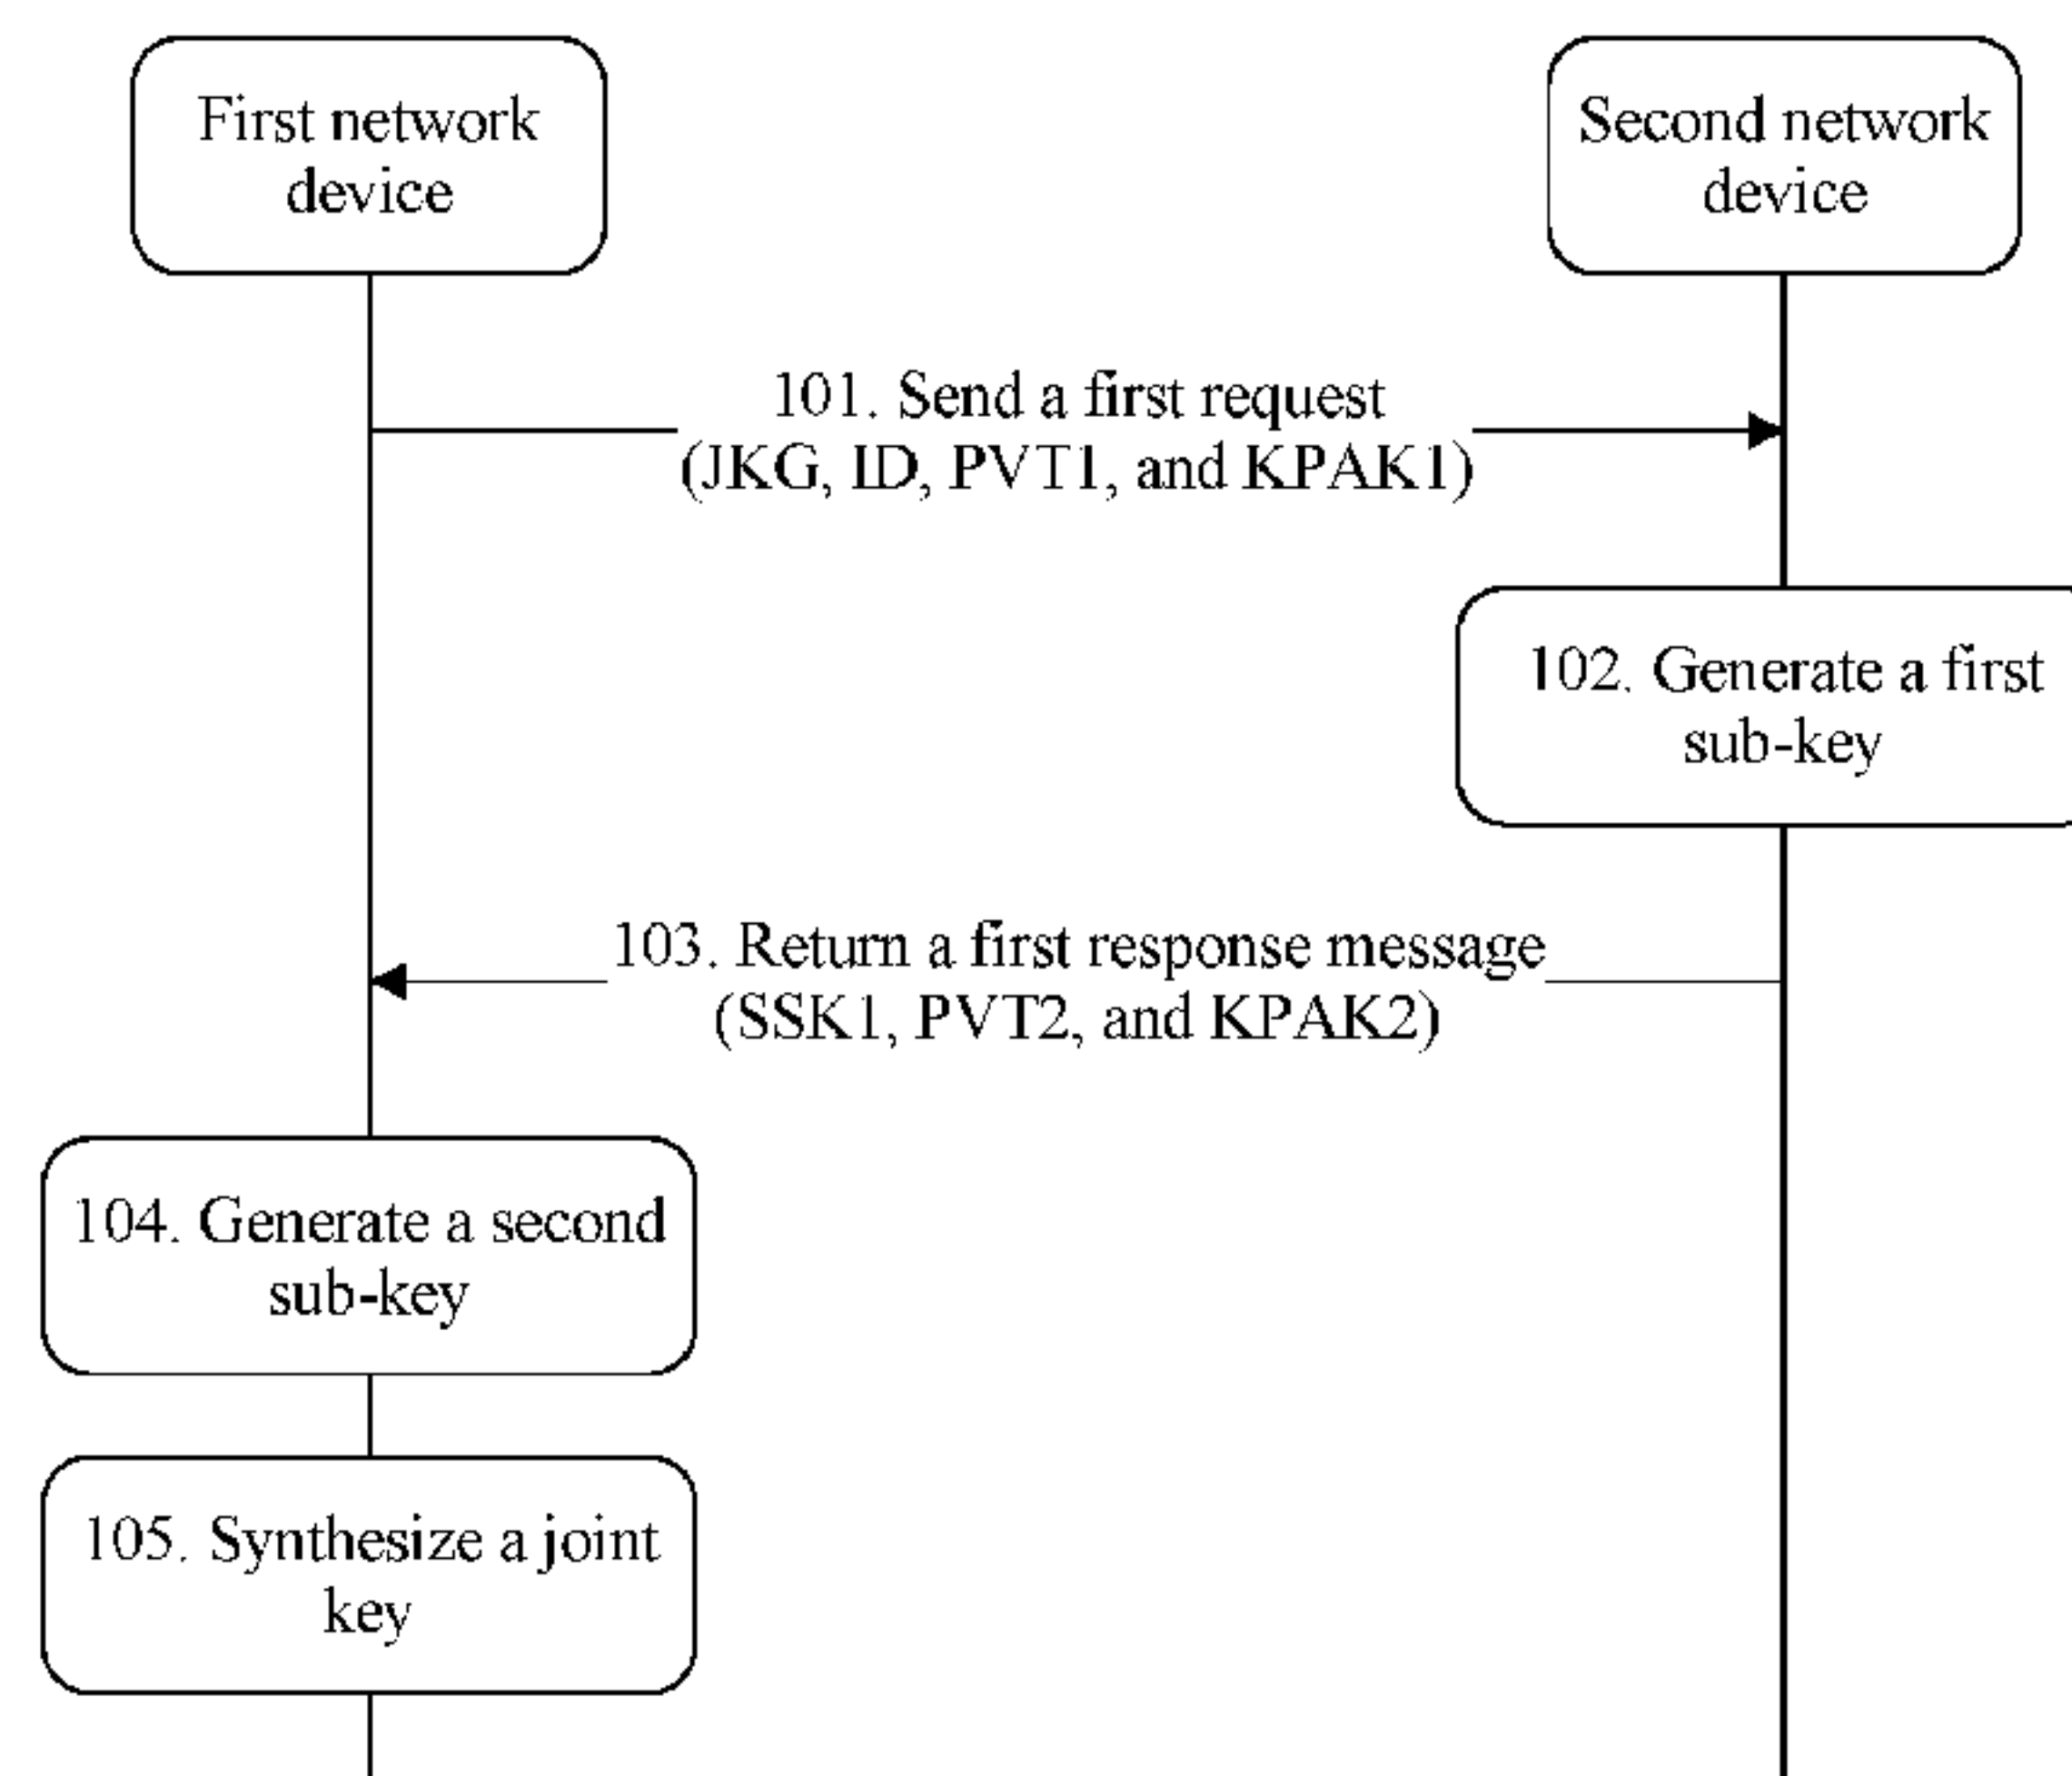 First network
device
Second network
device
101. Send a first request
(JKG, ID, PVT1, and KPAK1)
102. Generate a first
sub-key
103. Return a first response message
(SSK1, PVT2, and KPAK2)
104. Generate a second
sub-key
105. Synthesize a joint
key